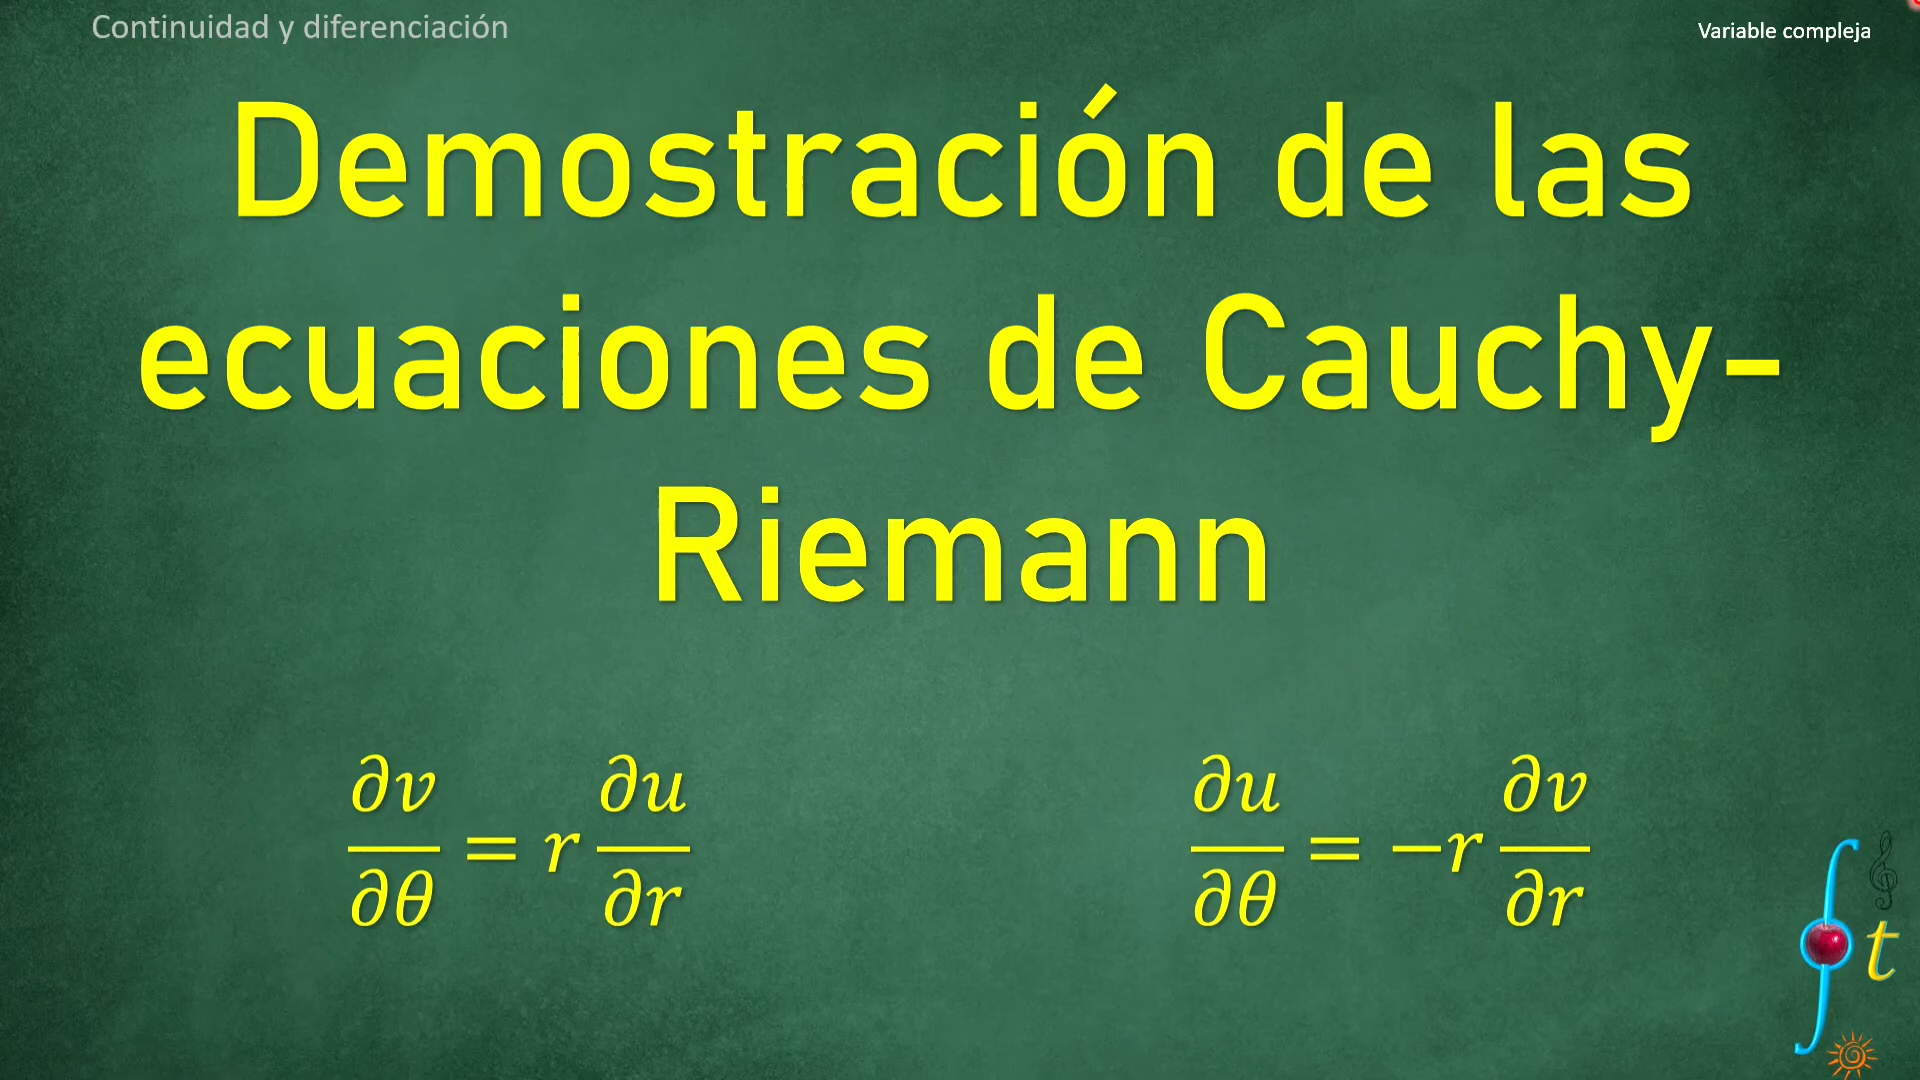 Continuidad y diferenciación
Variable compleja
Demostración de las
ecuaciones de Cauchy-
Riemann
∂v/∂θ = r ∂u/∂r
∂u/∂θ = −r ∂v/∂r
t